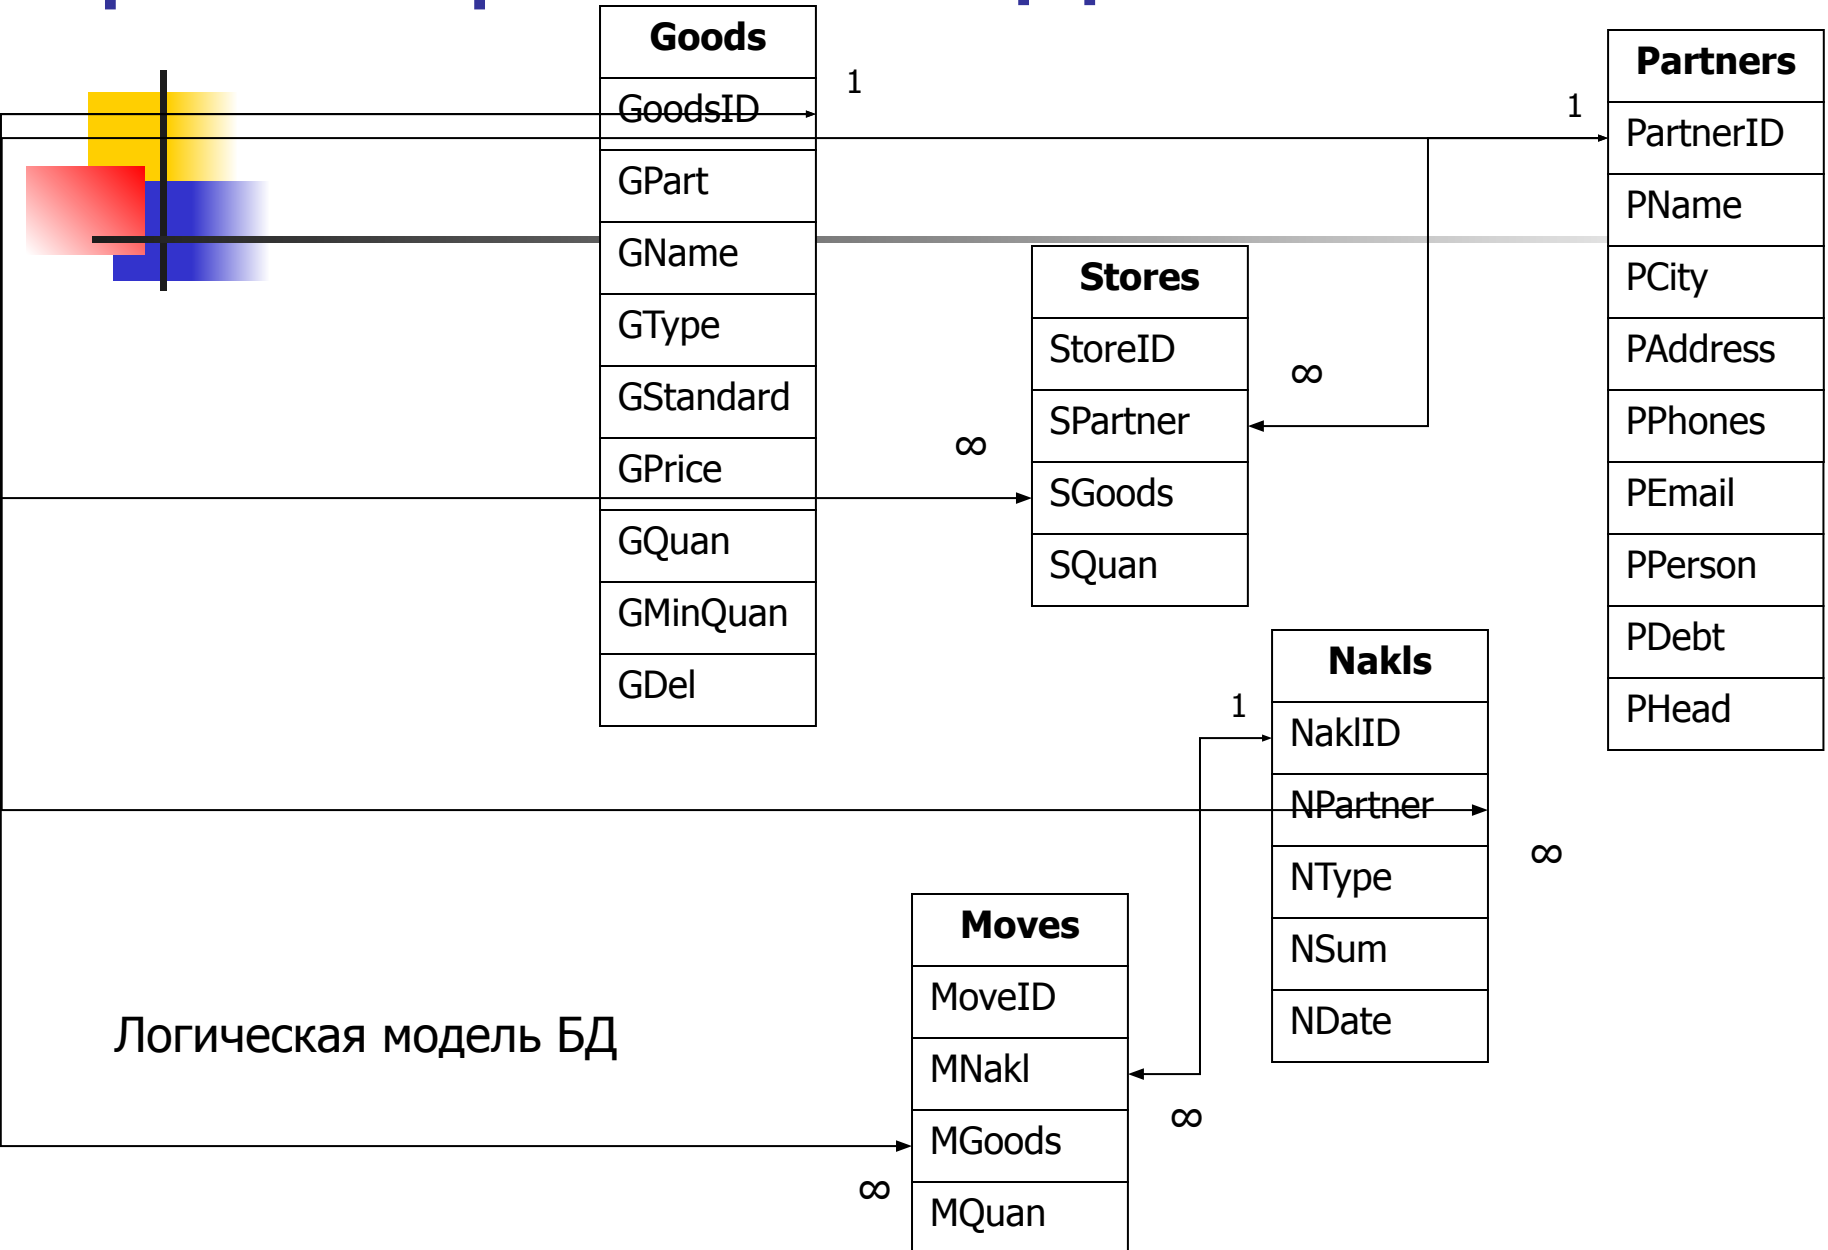 Goods
GoodsID
GPart
GName
GType
GStandard
GPrice
GQuan
GMinQuan
GDel
1
1
Partners
PartnerID
PName
PCity
PAddress
PPhones
PEmail
PPerson
PDebt
PHead
Stores
StoreID
SPartner
SGoods
SQuan
∞
∞
Nakls
NaklID
NPartner
NType
NSum
NDate
1
∞
Moves
MoveID
MNakl
MGoods
MQuan
∞
∞
Логическая модель БД